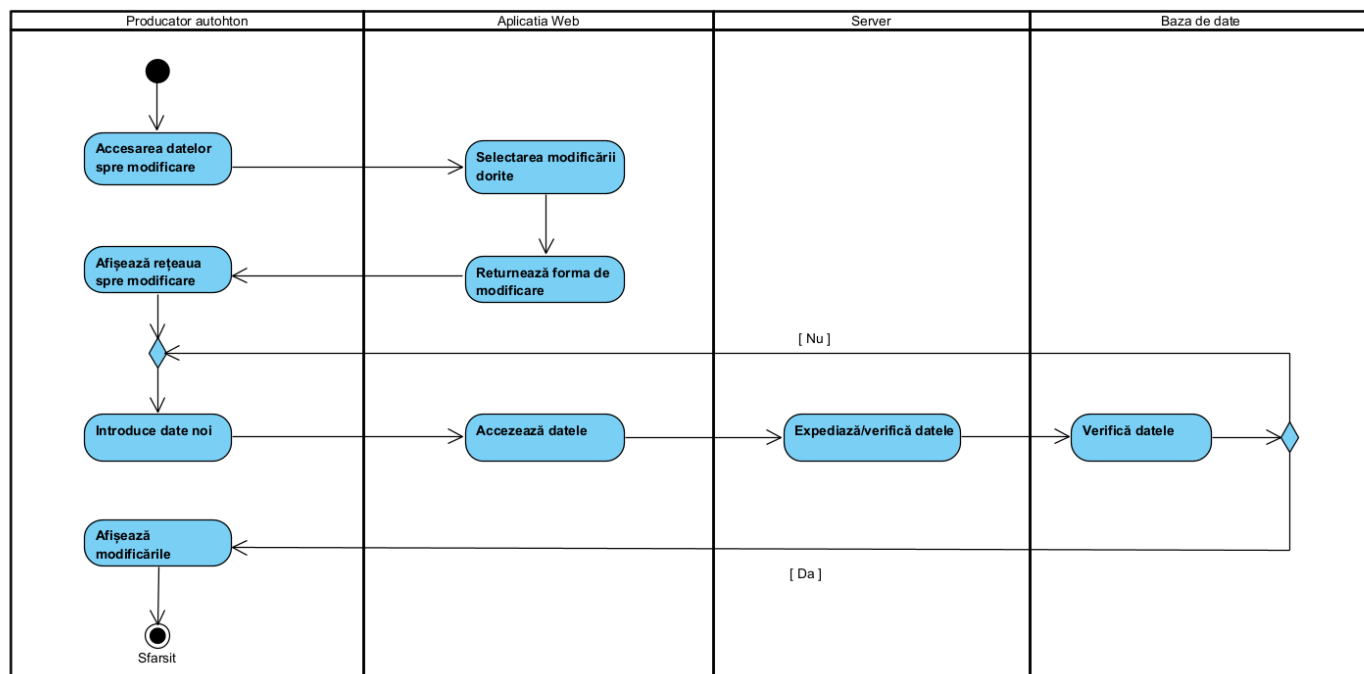 Producator autohton
Aplicatia Web
Server
Baza de date
Accesarea datelor
spre modificare
Selectarea modificării
dorite
Afișează rețeaua
spre modificare
Returnează forma de
modificare
[ Nu ]
Introduce date noi
Accezează datele
Expediază/verifică datele
Verifică datele
Afișează
modificările
[ Da ]
Sfarsit